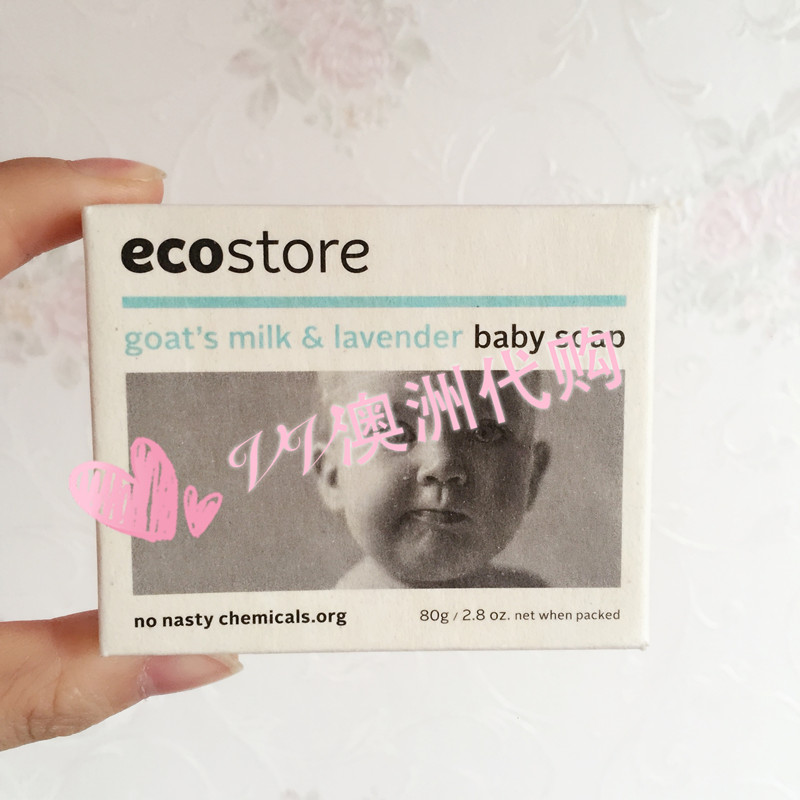 ecostore
goat's milk & lavender baby soap
VV澳洲代购
no nasty chemicals.org
80g / 2.8 oz. net when packed